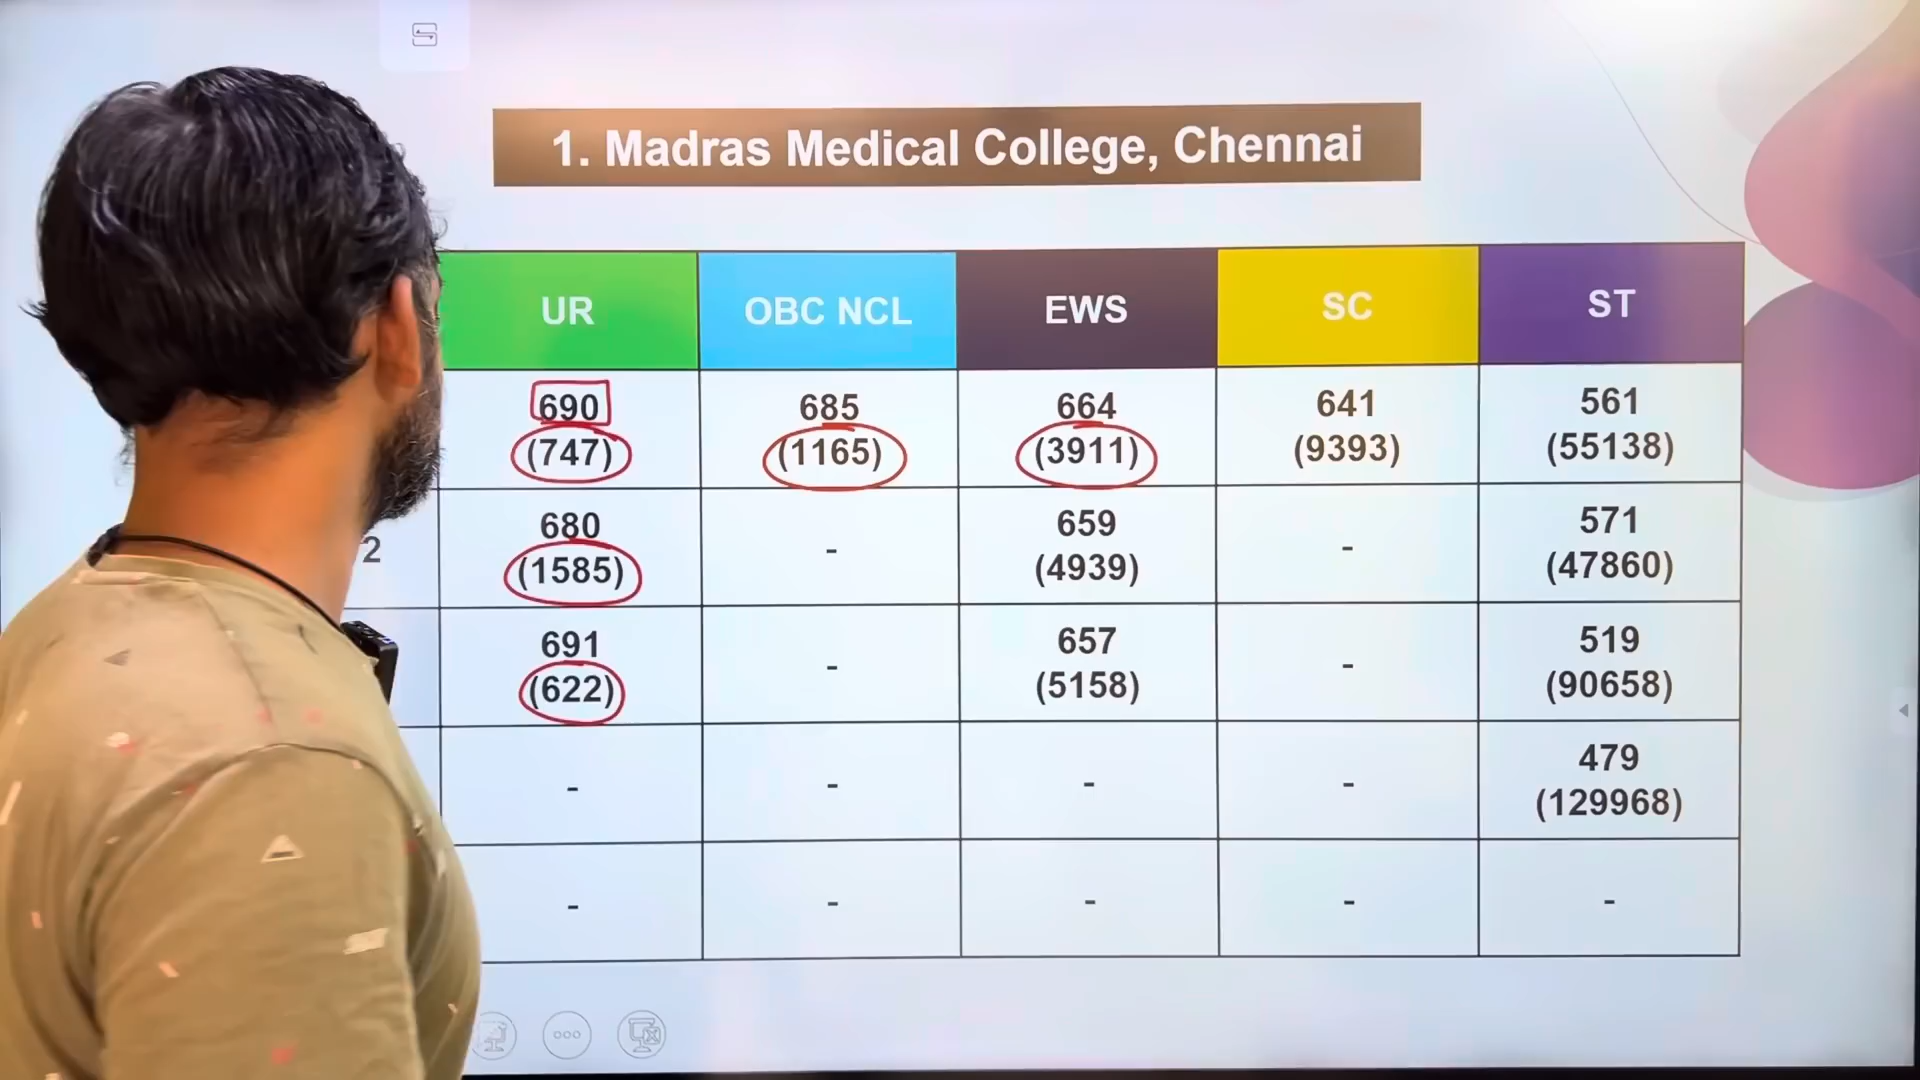 1. Madras Medical College, Chennai
UR OBC NCL EWS SC ST
690 685 664 641 561
(747) (1165) (3911) (9393) (55138)
2 680 - 659 - 571
(1585) (4939) (47860)
691 - 657 - 519
(622) (5158) (90658)
- - - - 479
(129968)
- - - - -